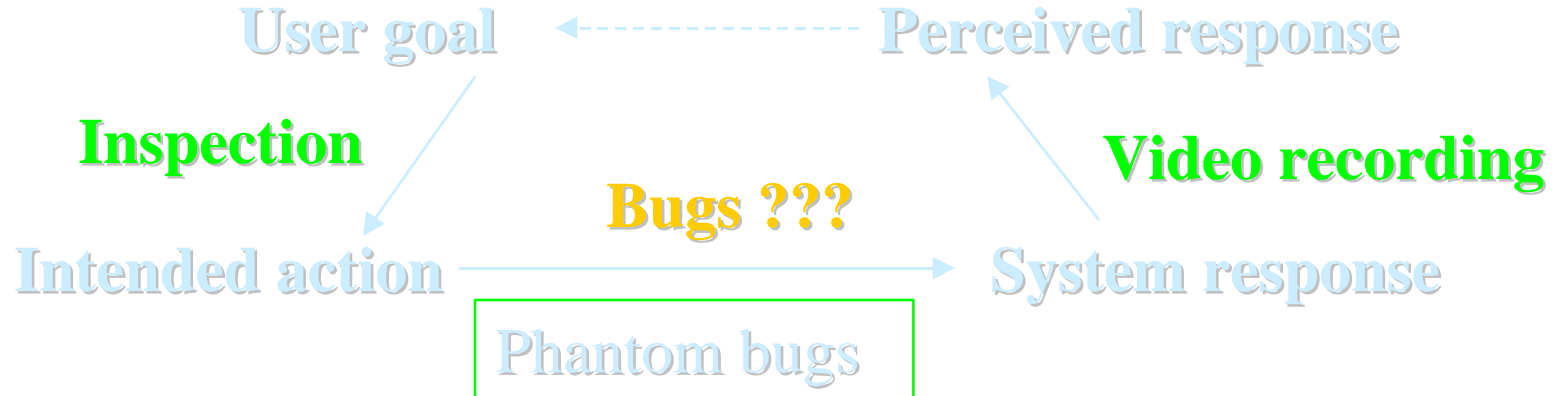 User goal
Perceived response
Inspection
Video recording
Bugs ???
Intended action
System response
Phantom bugs